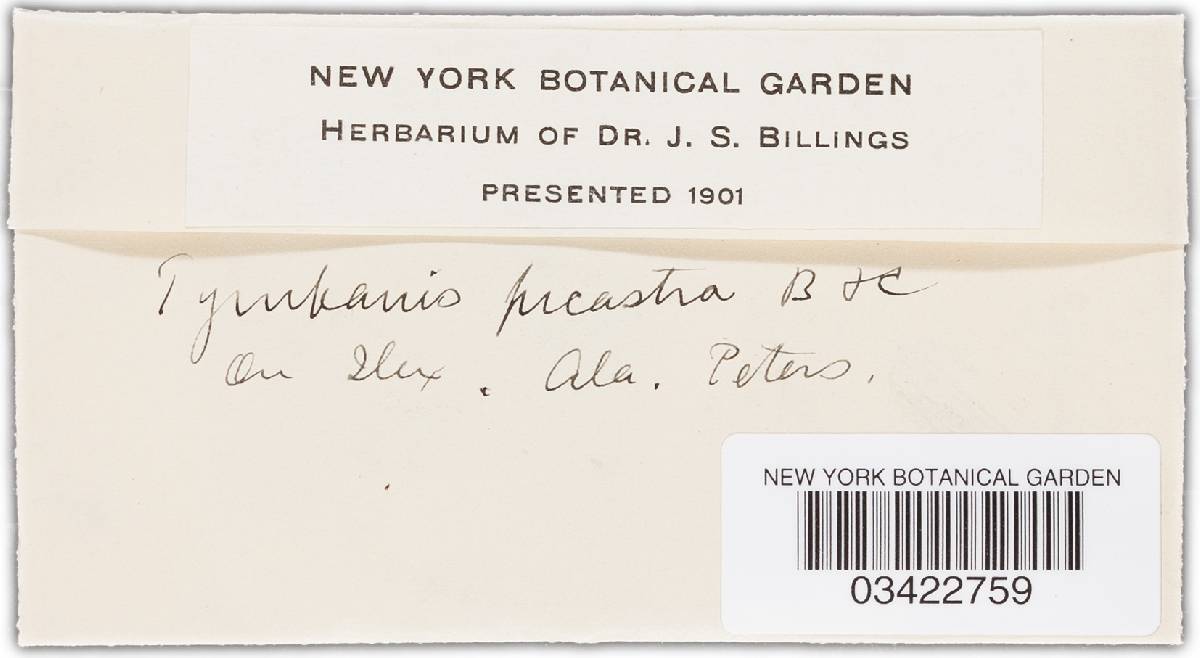 NEW YORK BOTANICAL GARDEN
HERBARIUM OF DR. J. S. BILLINGS
PRESENTED 1901
Tymbanis picastra B & C
On Ilex. Ala. Peters.
NEW YORK BOTANICAL GARDEN
03422759